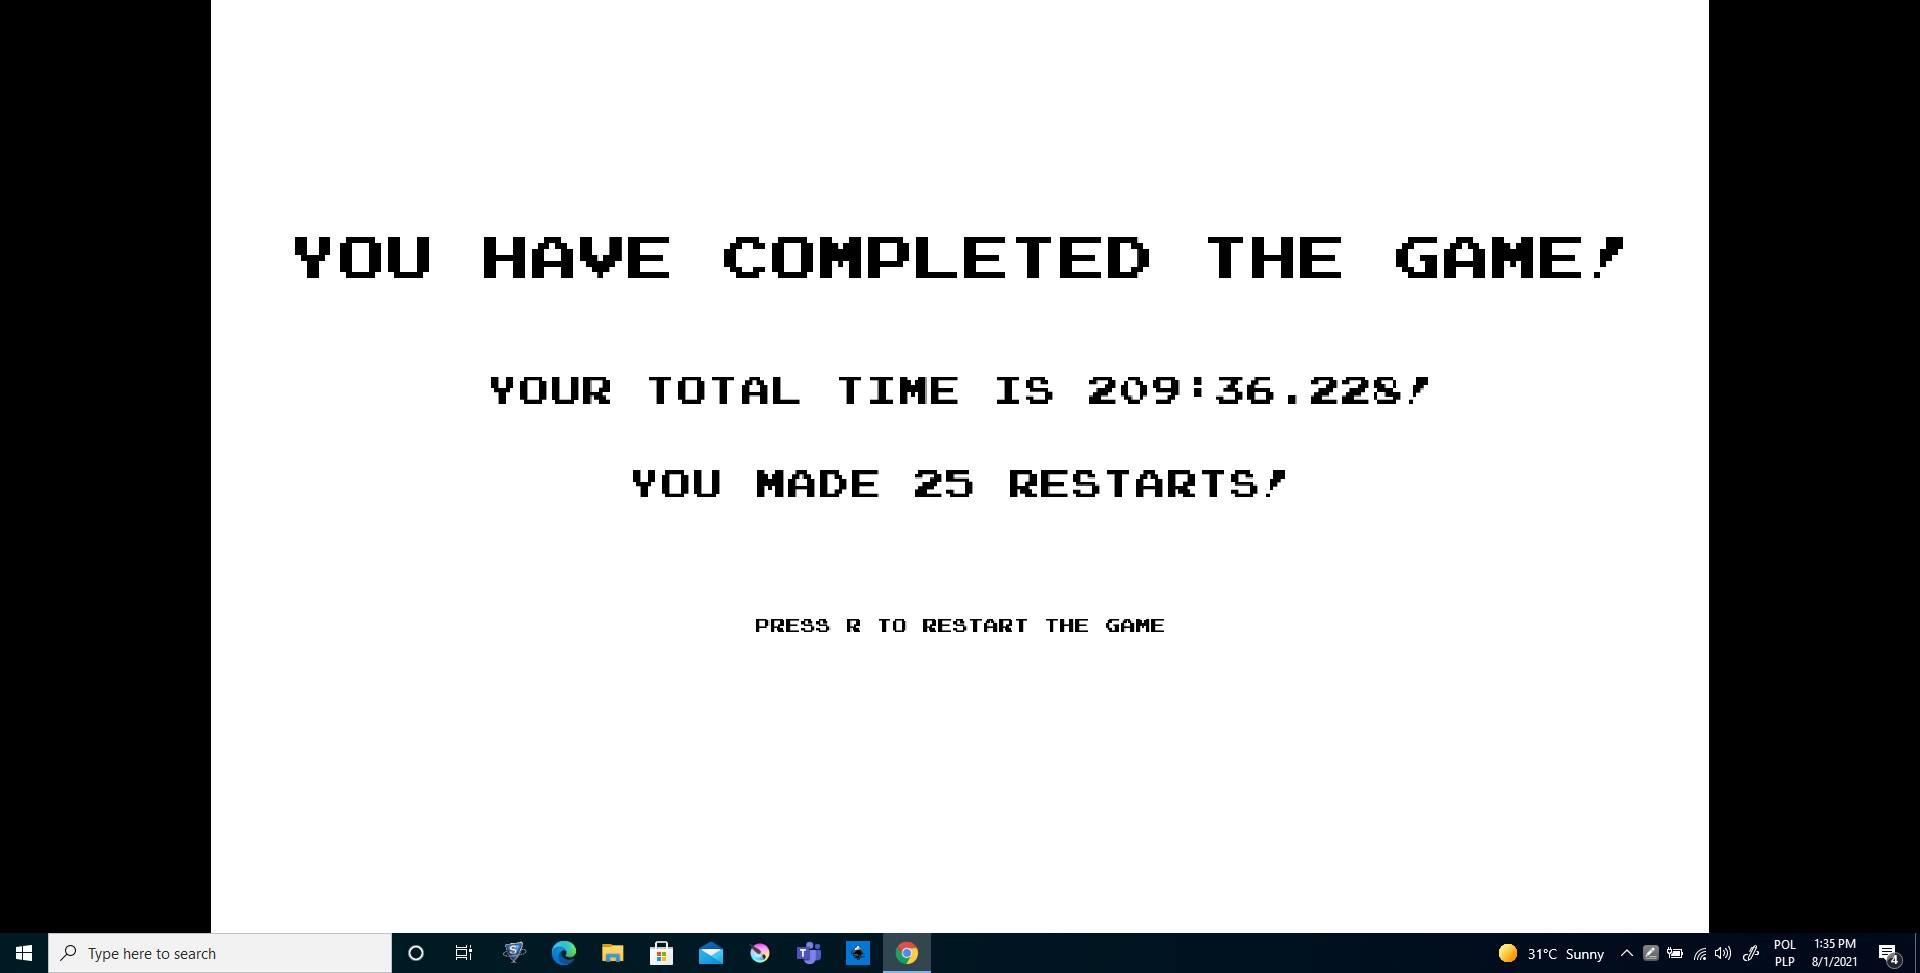 YOU HAVE COMPLETED THE GAME!
YOUR TOTAL TIME IS 209:36.228!
YOU MADE 25 RESTARTS!
PRESS R TO RESTART THE GAME
Type here to search
31°C Sunny
POL
PLP
1:35 PM
8/1/2021
4